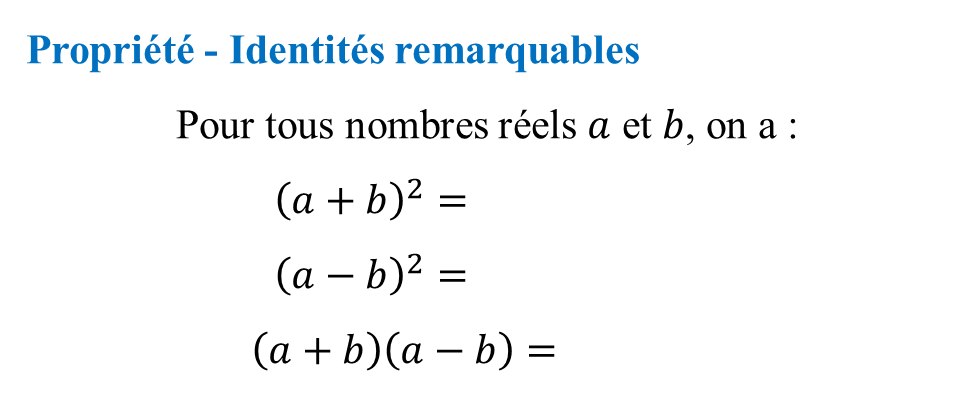 Propriété - Identités remarquables
Pour tous nombres réels a et b, on a :
(a + b)² =
(a − b)² =
(a + b)(a − b) =